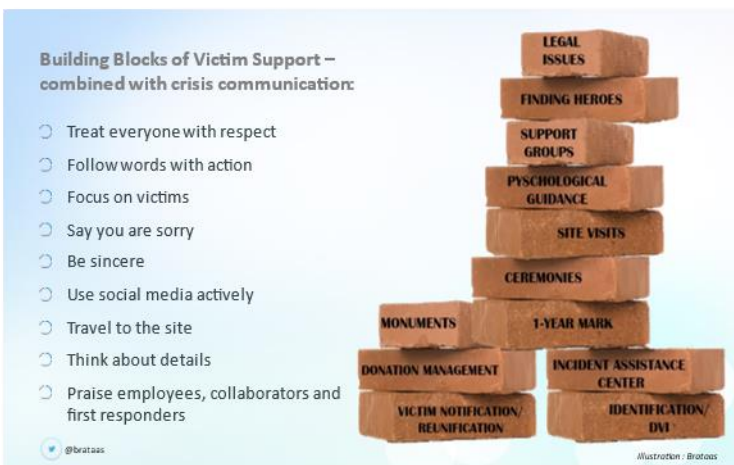 Building Blocks of Victim Support –
combined with crisis communication:
Treat everyone with respect
Follow words with action
Focus on victims
Say you are sorry
Be sincere
Use social media actively
Travel to the site
Think about details
Praise employees, collaborators and
first responders
@brataas
LEGAL
ISSUES
FINDING HEROES
SUPPORT
GROUPS
PYSCHOLOGICAL
GUIDANCE
SITE VISITS
CEREMONIES
MONUMENTS
1-YEAR MARK
DONATION MANAGEMENT
INCIDENT ASSISTANCE
CENTER
VICTIM NOTIFICATION/
REUNIFICATION
IDENTIFICATION/
DVI
Illustration : Brataas